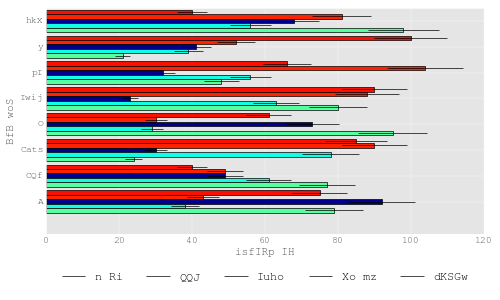 hkX
y
pI
Iwij
O
Cats
CQf
A
BfB woS
0 20 40 60 80 100 120
isfIRp IH
n Ri QQJ Iuho Xo mz dKSGw